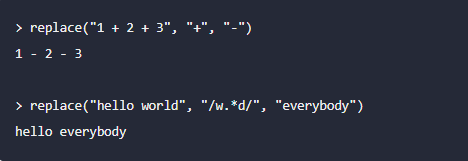 > replace("1 + 2 + 3", "+", "-")
1 - 2 - 3
> replace("hello world", "/w.*d/", "everybody")
hello everybody